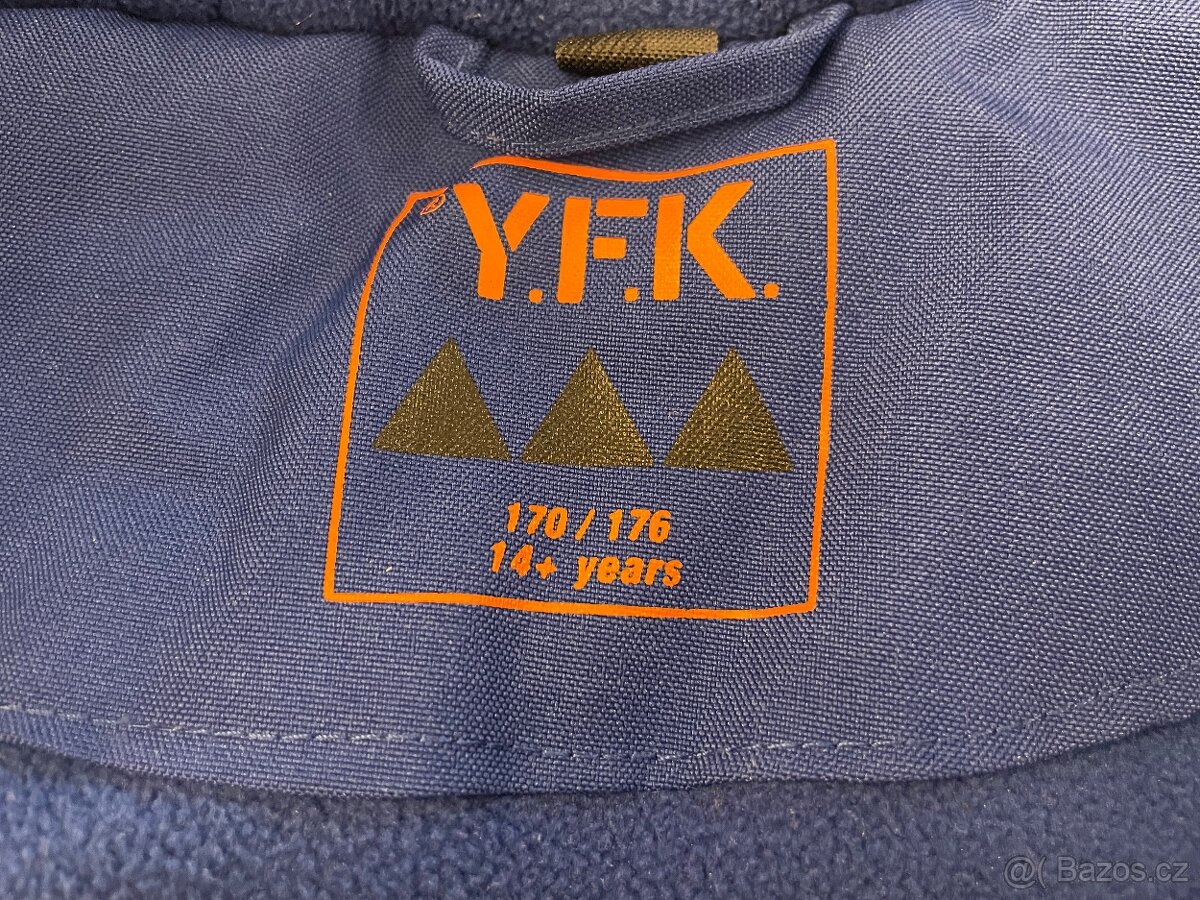 ® Y.F.K.
170 / 176
14+ years
@( Bazos.cz